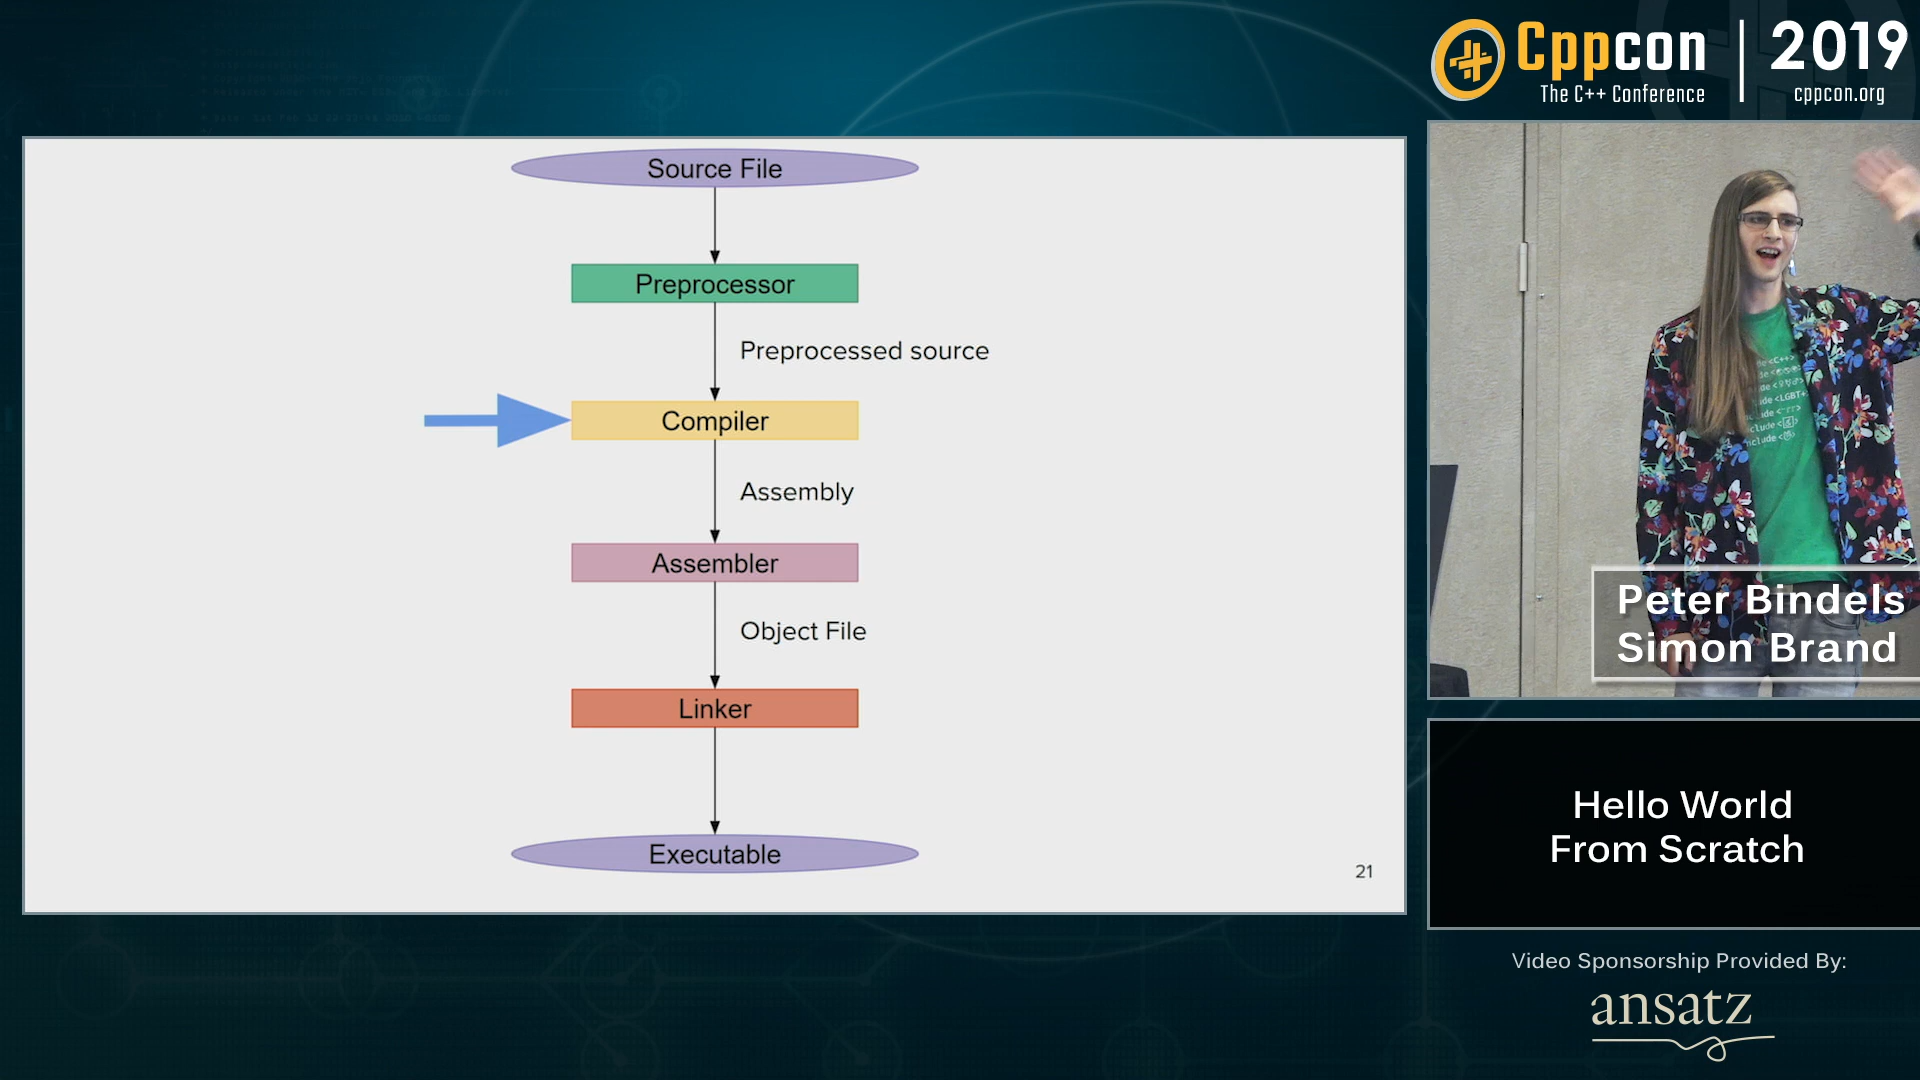 Cppcon
The C++ Conference
2019
cppcon.org
Source File
Preprocessor
Preprocessed source
Compiler
Assembly
Assembler
Object File
Linker
Executable
21
Peter Bindels
Simon Brand
Hello World
From Scratch
Video Sponsorship Provided By:
ansatz